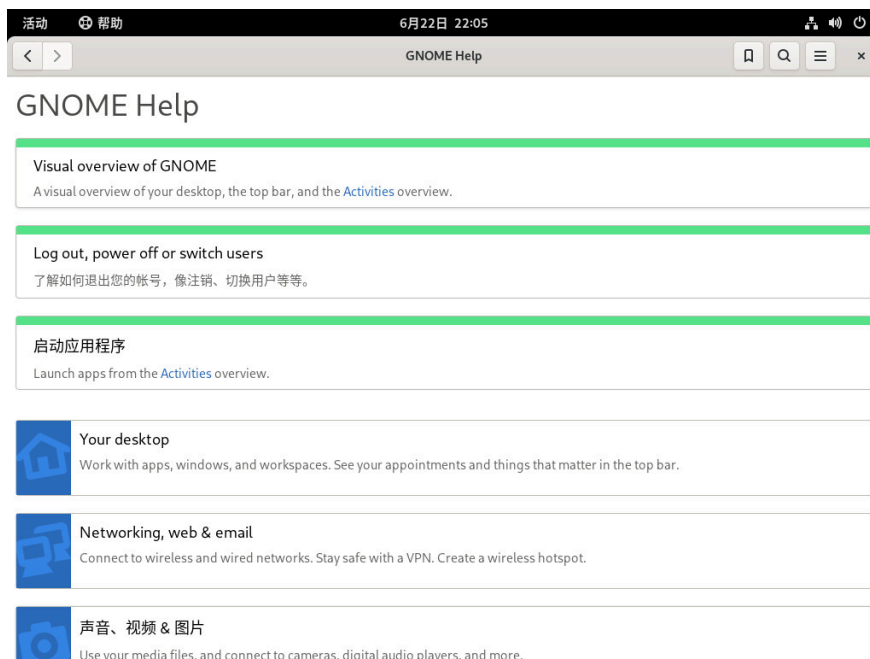 活动 帮助 6月22日 22:05
GNOME Help
GNOME Help
Visual overview of GNOME
A visual overview of your desktop, the top bar, and the Activities overview.
Log out, power off or switch users
了解如何退出您的帐号，像注销、切换用户等等。
启动应用程序
Launch apps from the Activities overview.
Your desktop
Work with apps, windows, and workspaces. See your appointments and things that matter in the top bar.
Networking, web & email
Connect to wireless and wired networks. Stay safe with a VPN. Create a wireless hotspot.
声音、视频 & 图片
Use your media files, and connect to cameras, digital audio players, and more.